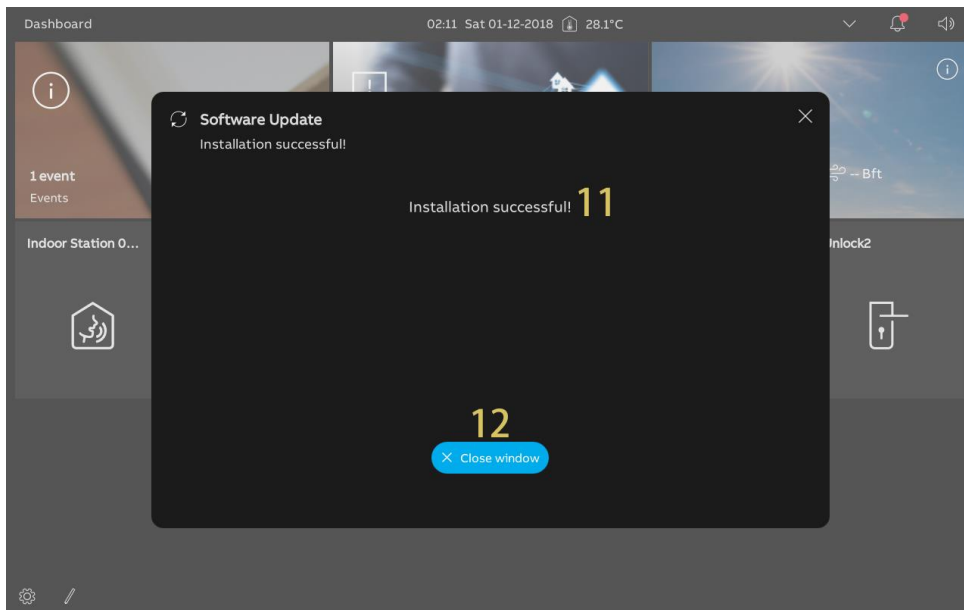 Dashboard
02:11 Sat 01-12-2018 28.1°C
Software Update
Installation successful!
1 event
Events
-- Bft
Installation successful! 11
Indoor Station 0...
Unlock2
12
Close window